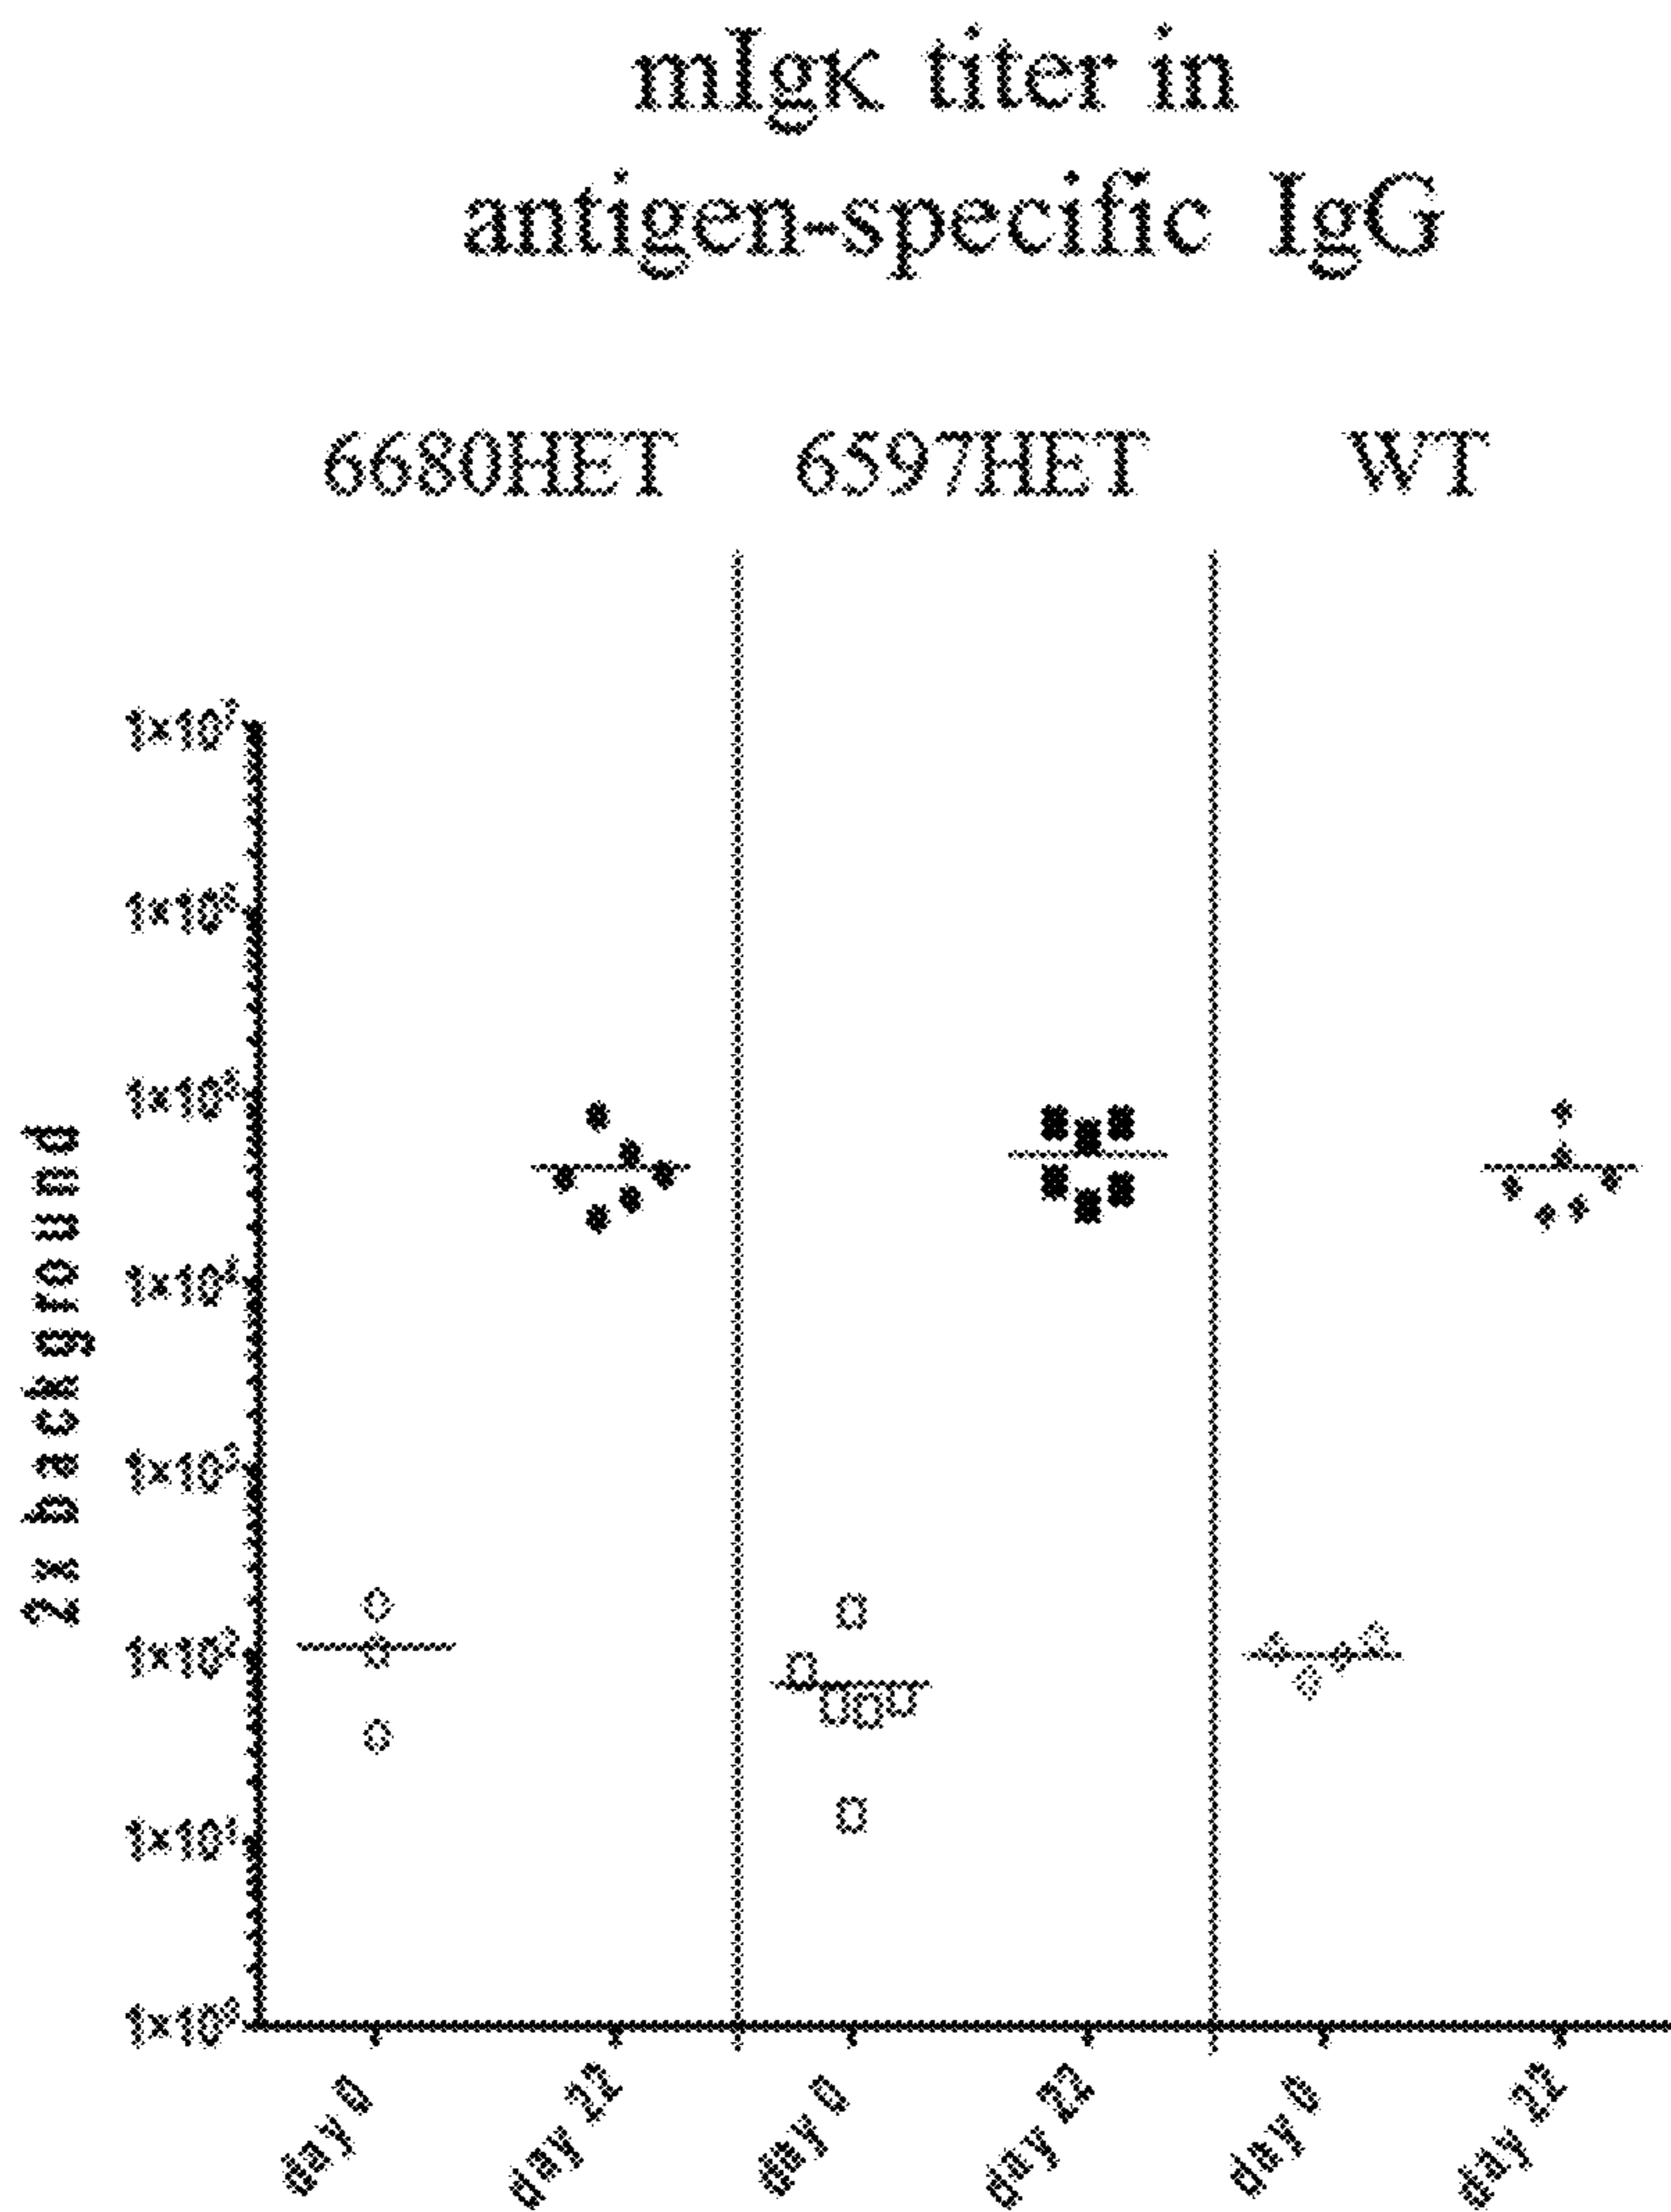 mIgκ titer in
antigen-specific IgG
6680HET 6597HET WT
2x background
1×10⁷
1×10⁶
1×10⁵
1×10⁴
1×10³
1×10²
1×10¹
1×10⁰
day 0 day 22 day 0 day 22 day 0 day 22